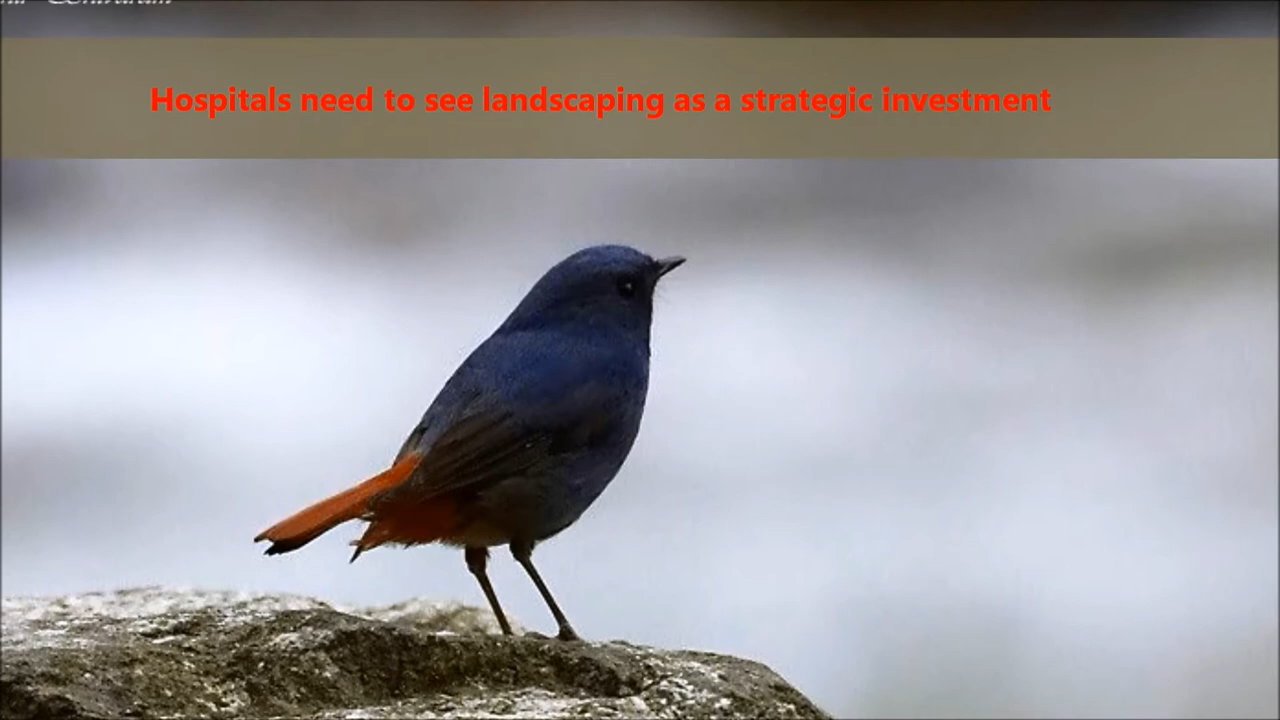 Hospitals need to see landscaping as a strategic investment